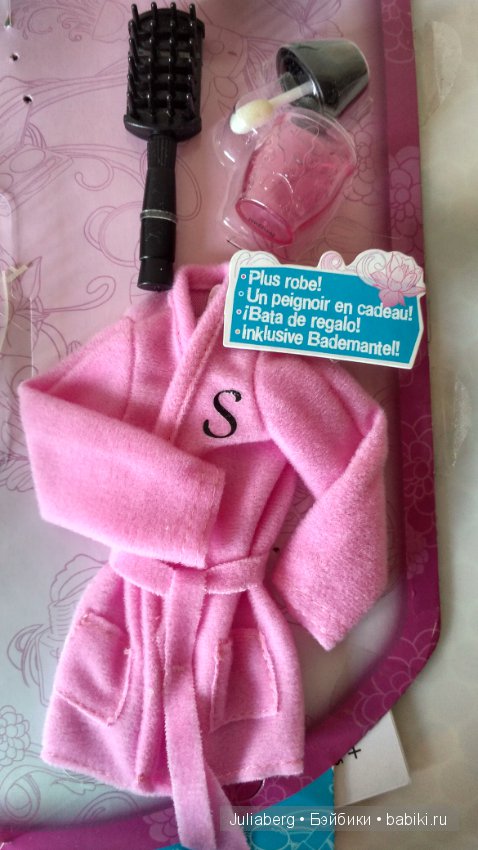 Plus robe!
Un peignoir en cadeau!
¡Bata de regalo!
Inklusive Bademantel!
S
Juliaberg • Бэйбики • babiki.ru